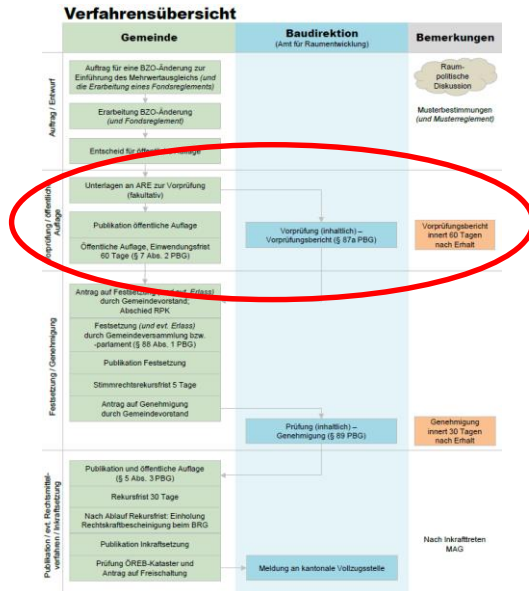 Verfahrensübersicht
Gemeinde
Baudirektion
(Amt für Raumentwicklung)
Bemerkungen
Auftrag / Entwurf
Auftrag für eine BZO-Änderung zur
Einführung des Mehrwertausgleichs (und
die Erarbeitung eines Fondsreglements)
Raum-
politische
Diskussion
Erarbeitung BZO-Änderung
(und Fondsreglement)
Musterbestimmungen
(und Musterreglement)
Entscheid für öffentliche Auflage
Vorprüfung / öffentliche
Auflage
Unterlagen an ARE zur Vorprüfung
(fakultativ)
Publikation öffentliche Auflage
Öffentliche Auflage, Einwendungsfrist
60 Tage (§ 7 Abs. 2 PBG)
Vorprüfung (inhaltlich) –
Vorprüfungsbericht (§ 87a PBG)
Vorprüfungsbericht
innert 60 Tagen
nach Erhalt
Festsetzung / Genehmigung
Antrag auf Festsetzung (und evt. Erlass)
durch Gemeindevorstand;
Abschied RPK
Festsetzung (und evt. Erlass)
durch Gemeindeversammlung bzw.
-parlament (§ 88 Abs. 1 PBG)
Publikation Festsetzung
Stimmrechtsrekursfrist 5 Tage
Antrag auf Genehmigung
durch Gemeindevorstand
Prüfung (inhaltlich) –
Genehmigung (§ 89 PBG)
Genehmigung
innert 30 Tagen
nach Erhalt
Publikation / evt. Rechtsmittel-
verfahren / Inkraftsetzung
Publikation und öffentliche Auflage
(§ 5 Abs. 3 PBG)
Rekursfrist 30 Tage
Nach Ablauf Rekursfrist: Einholung
Rechtskraftbescheinigung beim BRG
Publikation Inkraftsetzung
Nach Inkrafttreten
MAG
Prüfung ÖREB-Kataster und
Antrag auf Freischaltung
Meldung an kantonale Vollzugsstelle